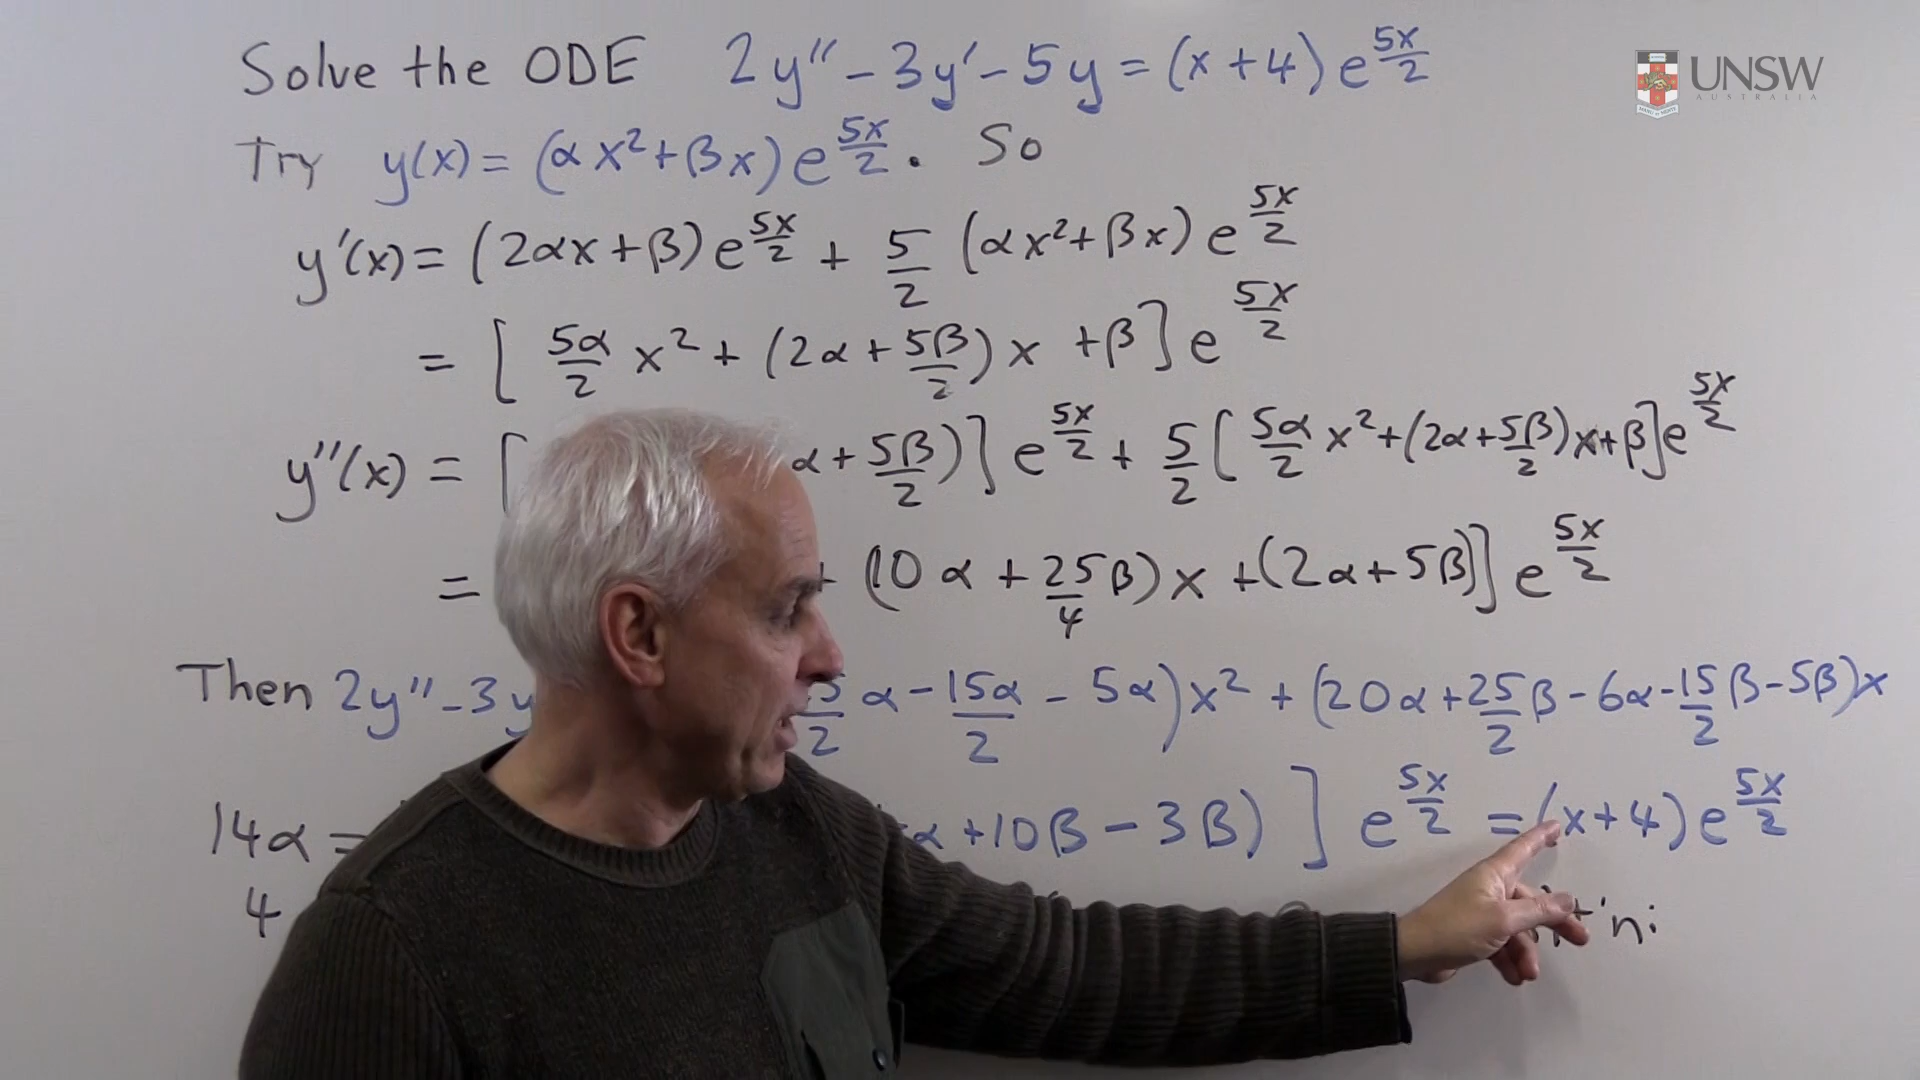 Solve the ODE 2y″ − 3y′ − 5y = (x+4) e^{5x/2}
UNSW
AUSTRALIA
Try y(x) = (αx²+βx) e^{5x/2}. So
y′(x) = (2αx+β) e^{5x/2} + 5/2 (αx²+βx) e^{5x/2}
= [ 5α/2 x² + (2α + 5β/2) x + β ] e^{5x/2}
y″(x) = [ α + 5β/2)] e^{5x/2} + 5/2 [ 5α/2 x² + (2α+5β/2)x+β] e^{5x/2}
= + (10α + 25/4 β) x + (2α+5β)] e^{5x/2}
Then 2y″ − 3y α − 15α/2 − 5α) x² + (20α + 25/2 β − 6α − 15/2 β − 5β) x
14α = α + 10β − 3β) ] e^{5x/2} = (x+4) e^{5x/2}
4